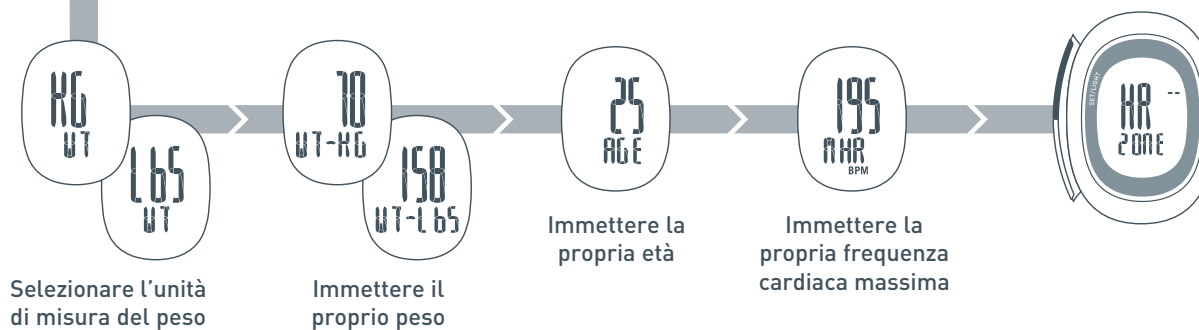 KG
WT
LbS
WT
70
WT-KG
158
WT-LbS
25
AGE
195
MHR
BPM
SET/LIGHT
HR --
ZONE
Selezionare l’unità
di misura del peso
Immettere il
proprio peso
Immettere la
propria età
Immettere la
propria frequenza
cardiaca massima